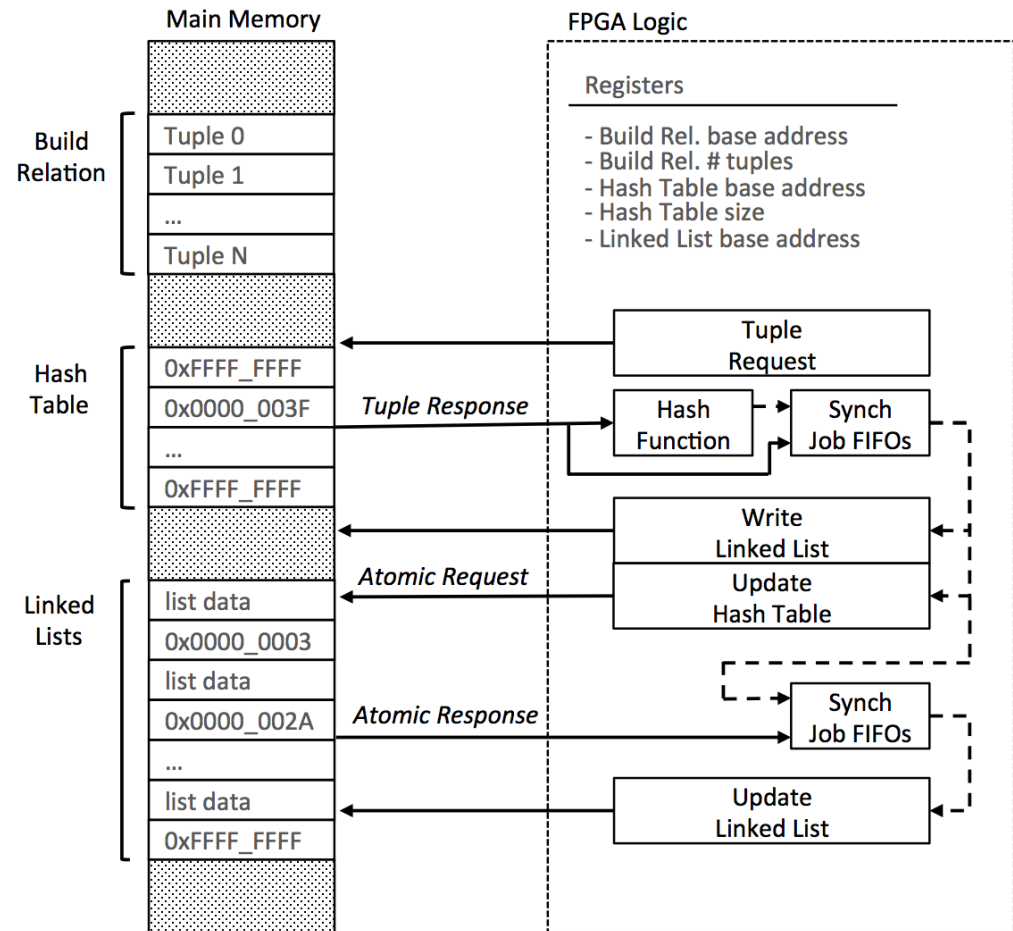 Main Memory
Build
Relation
Tuple 0
Tuple 1
...
Tuple N
Hash
Table
0xFFFF_FFFF
0x0000_003F
...
0xFFFF_FFFF
Linked
Lists
list data
0x0000_0003
list data
0x0000_002A
...
list data
0xFFFF_FFFF
FPGA Logic
Registers
- Build Rel. base address
- Build Rel. # tuples
- Hash Table base address
- Hash Table size
- Linked List base address
Tuple
Request
Tuple Response
Hash
Function
Synch
Job FIFOs
Write
Linked List
Atomic Request
Update
Hash Table
Atomic Response
Synch
Job FIFOs
Update
Linked List